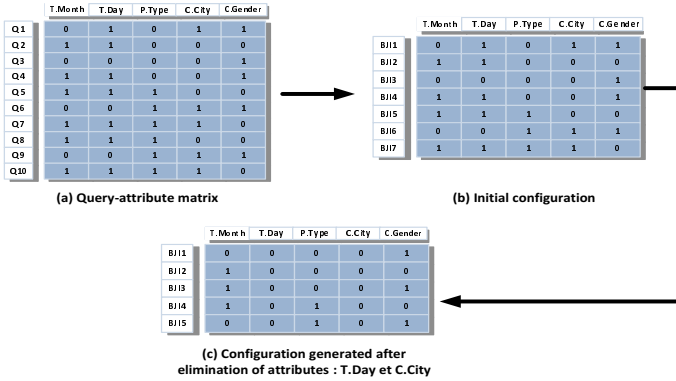 T.Month T.Day P.Type C.City C.Gender
Q1 0 1 0 1 1
Q2 1 1 0 0 0
Q3 0 0 0 0 1
Q4 1 1 0 0 1
Q5 1 1 1 0 0
Q6 0 0 1 1 1
Q7 1 1 1 1 0
Q8 1 1 1 0 0
Q9 0 0 1 1 1
Q10 1 1 1 1 0
(a) Query-attribute matrix
T.Month T.Day P.Type C.City C.Gender
BJI1 0 1 0 1 1
BJI2 1 1 0 0 0
BJI3 0 0 0 0 1
BJI4 1 1 0 0 1
BJI5 1 1 1 0 0
BJI6 0 0 1 1 1
BJI7 1 1 1 1 0
(b) Initial configuration
T.Month T.Day P.Type C.City C.Gender
BJI1 0 0 0 0 1
BJI2 1 0 0 0 0
BJI3 1 0 0 0 1
BJI4 1 0 1 0 0
BJI5 0 0 1 0 1
(c) Configuration generated after
elimination of attributes : T.Day et C.City